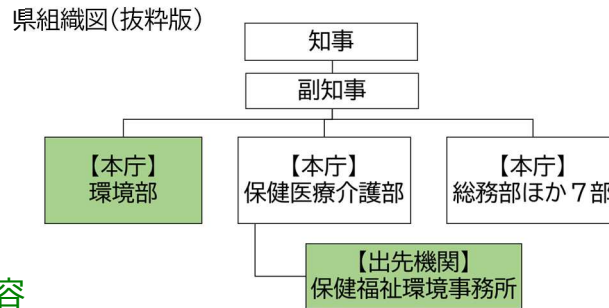 県組織図(抜粋版)
知事
副知事
【本庁】
環境部
【本庁】
保健医療介護部
【本庁】
総務部ほか7部
【出先機関】
保健福祉環境事務所
容